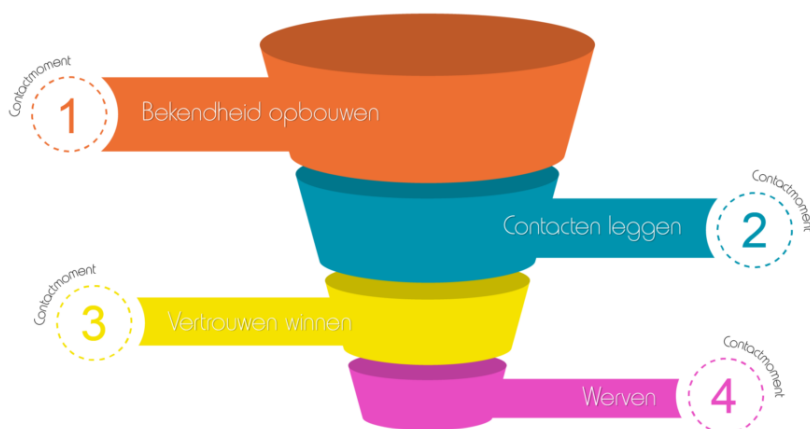 Contactmoment
1
Bekendheid opbouwen
Contactmoment
2
Contacten leggen
Contactmoment
3
Vertrouwen winnen
Contactmoment
4
Werven